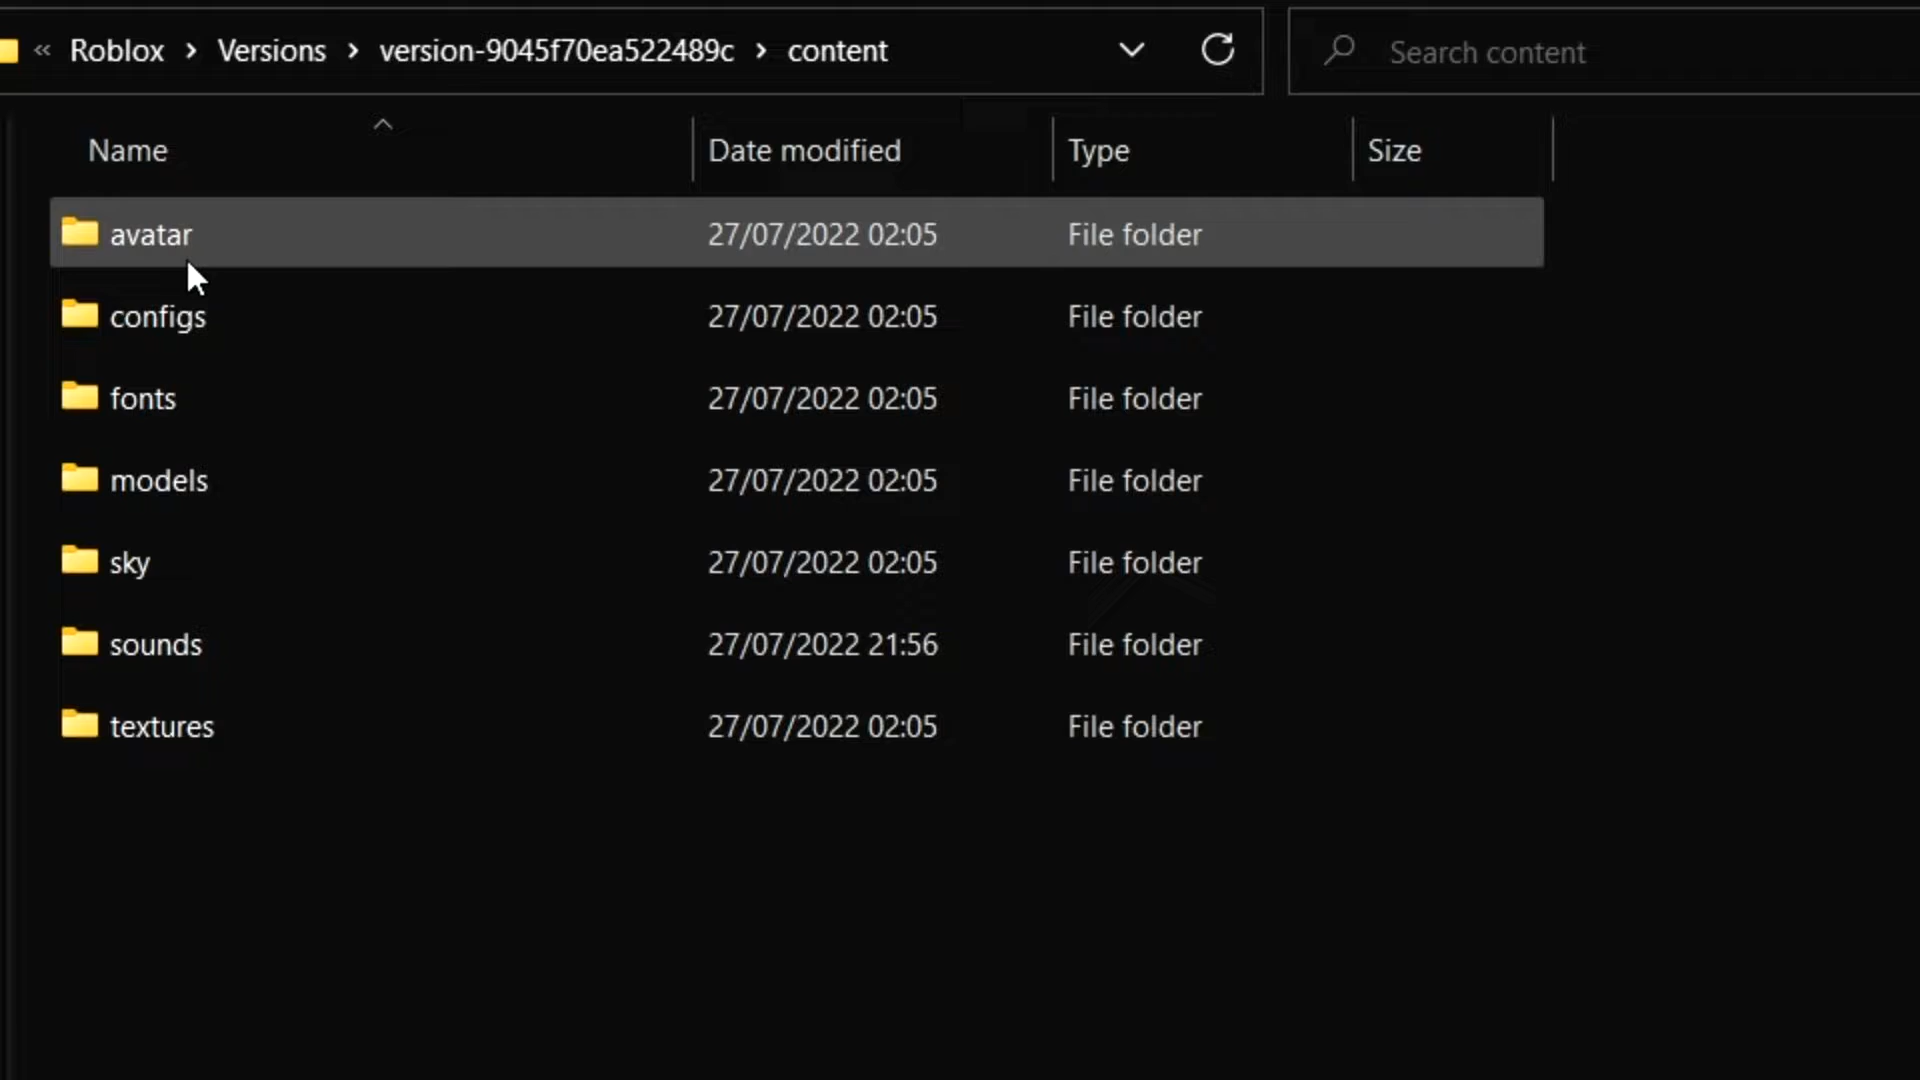 « Roblox > Versions > version-9045f70ea522489c > content
Search content
Name Date modified Type Size
avatar 27/07/2022 02:05 File folder
configs 27/07/2022 02:05 File folder
fonts 27/07/2022 02:05 File folder
models 27/07/2022 02:05 File folder
sky 27/07/2022 02:05 File folder
sounds 27/07/2022 21:56 File folder
textures 27/07/2022 02:05 File folder